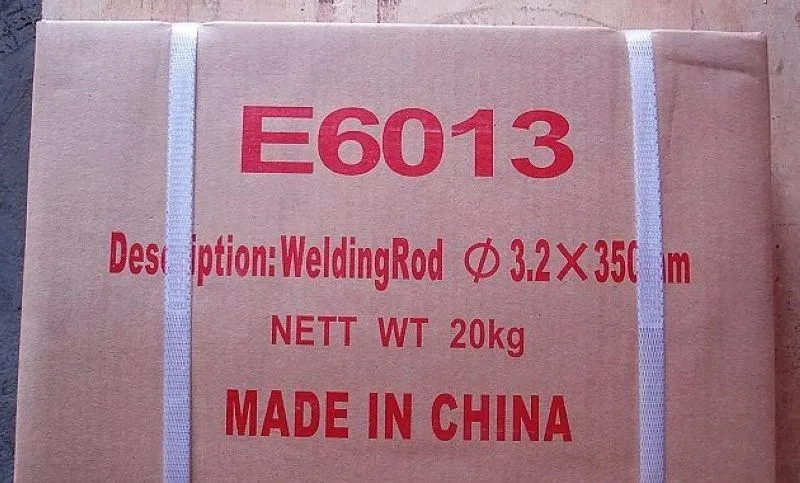 E6013
Description: WeldingRod Ø 3.2×350mm
NETT WT 20kg
MADE IN CHINA